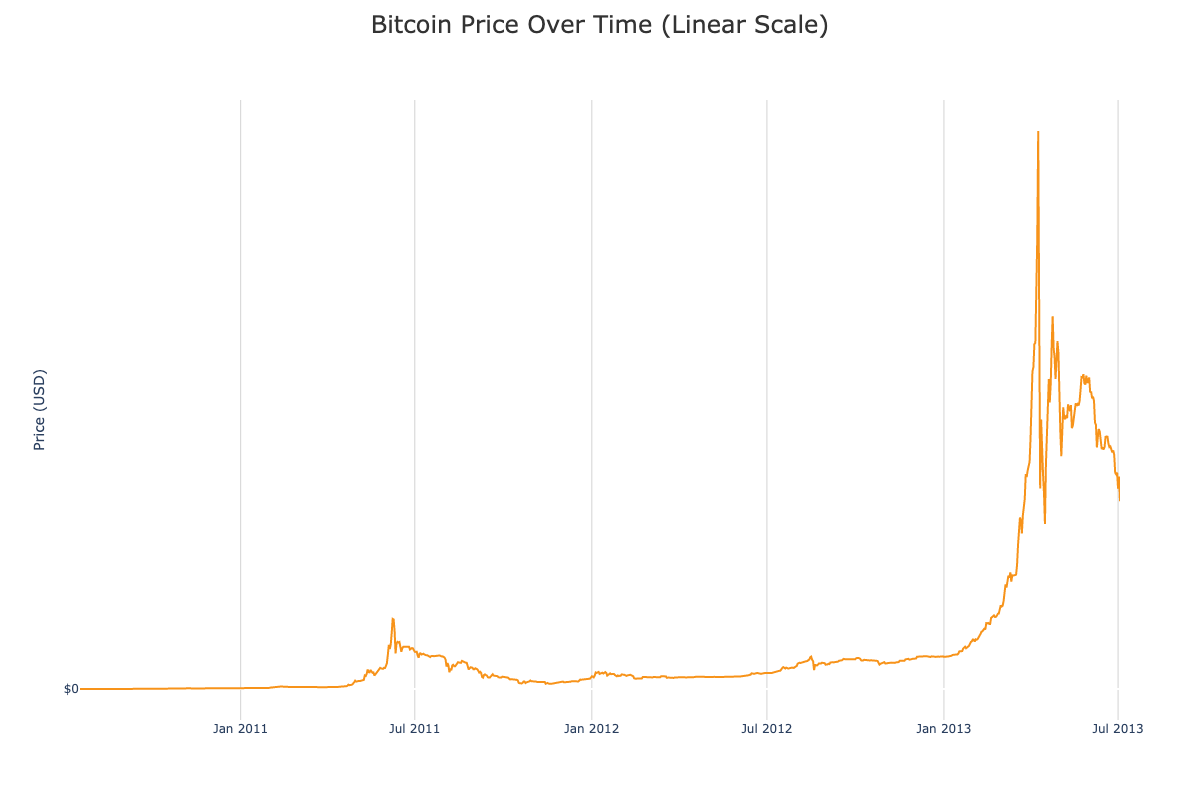 Bitcoin Price Over Time (Linear Scale)
Price (USD)
$0
Jan 2011
Jul 2011
Jan 2012
Jul 2012
Jan 2013
Jul 2013